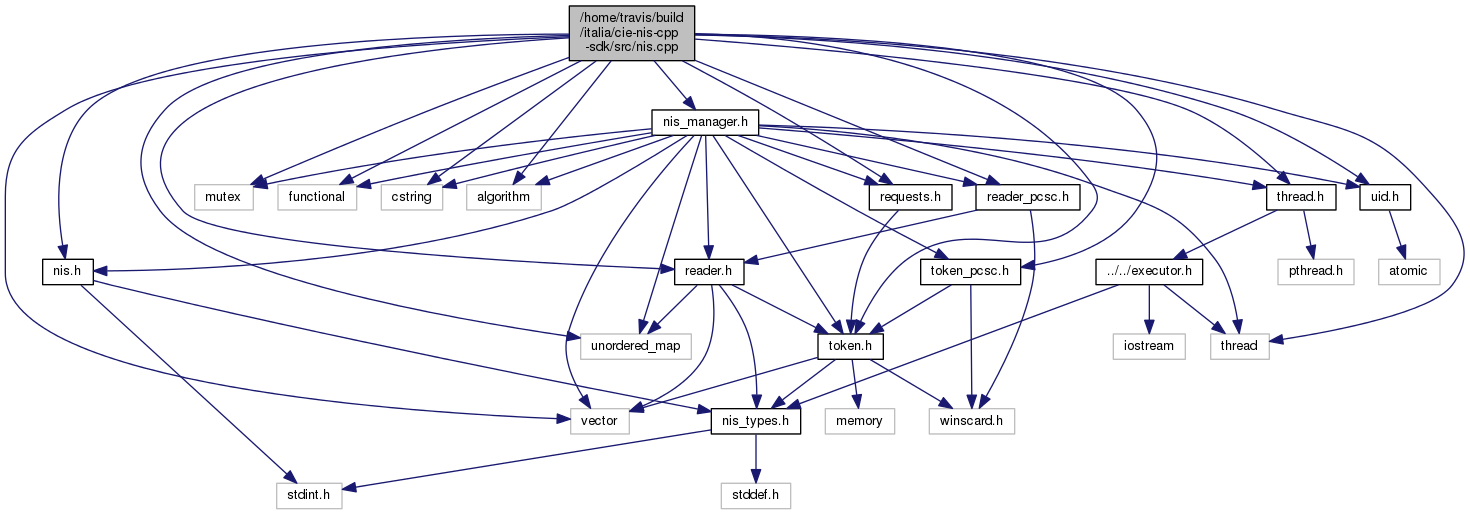 /home/travis/build
/italia/cie-nis-cpp
-sdk/src/nis.cpp
nis_manager.h
mutex
functional
cstring
algorithm
requests.h
reader_pcsc.h
thread.h
uid.h
nis.h
reader.h
token_pcsc.h
../../executor.h
pthread.h
atomic
unordered_map
token.h
iostream
thread
vector
nis_types.h
memory
winscard.h
stdint.h
stddef.h